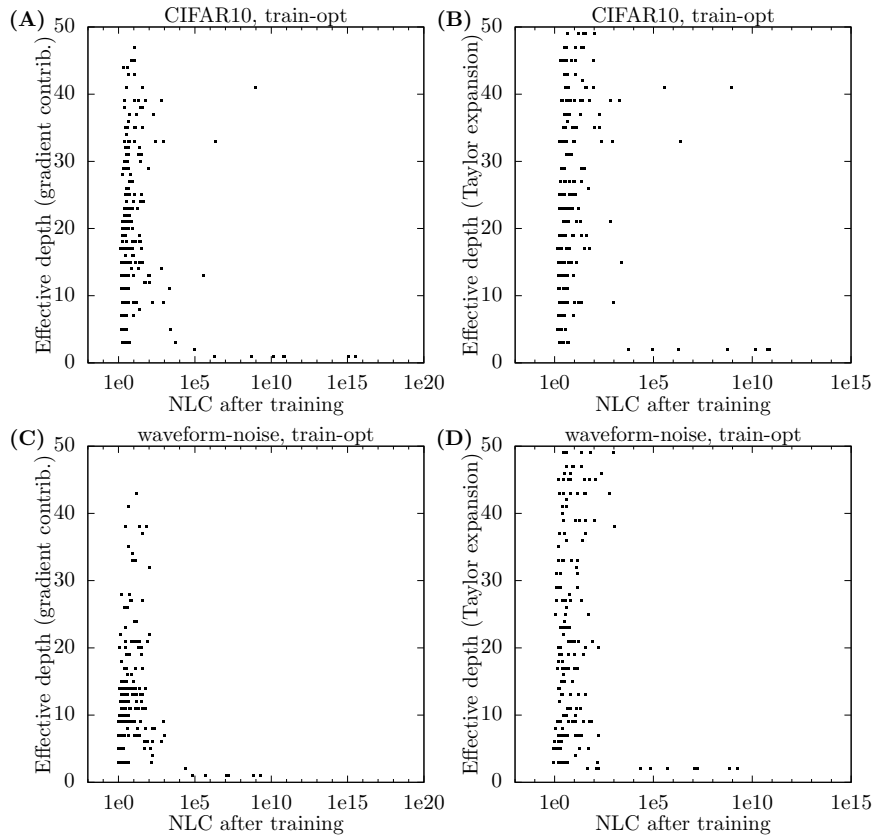 (A) CIFAR10, train-opt
50
40
30
20
10
0
Effective depth (gradient contrib.)
1e0 1e5 1e10 1e15 1e20
NLC after training
(B) CIFAR10, train-opt
50
40
30
20
10
0
Effective depth (Taylor expansion)
1e0 1e5 1e10 1e15
NLC after training
(C) waveform-noise, train-opt
50
40
30
20
10
0
Effective depth (gradient contrib.)
1e0 1e5 1e10 1e15 1e20
NLC after training
(D) waveform-noise, train-opt
50
40
30
20
10
0
Effective depth (Taylor expansion)
1e0 1e5 1e10 1e15
NLC after training